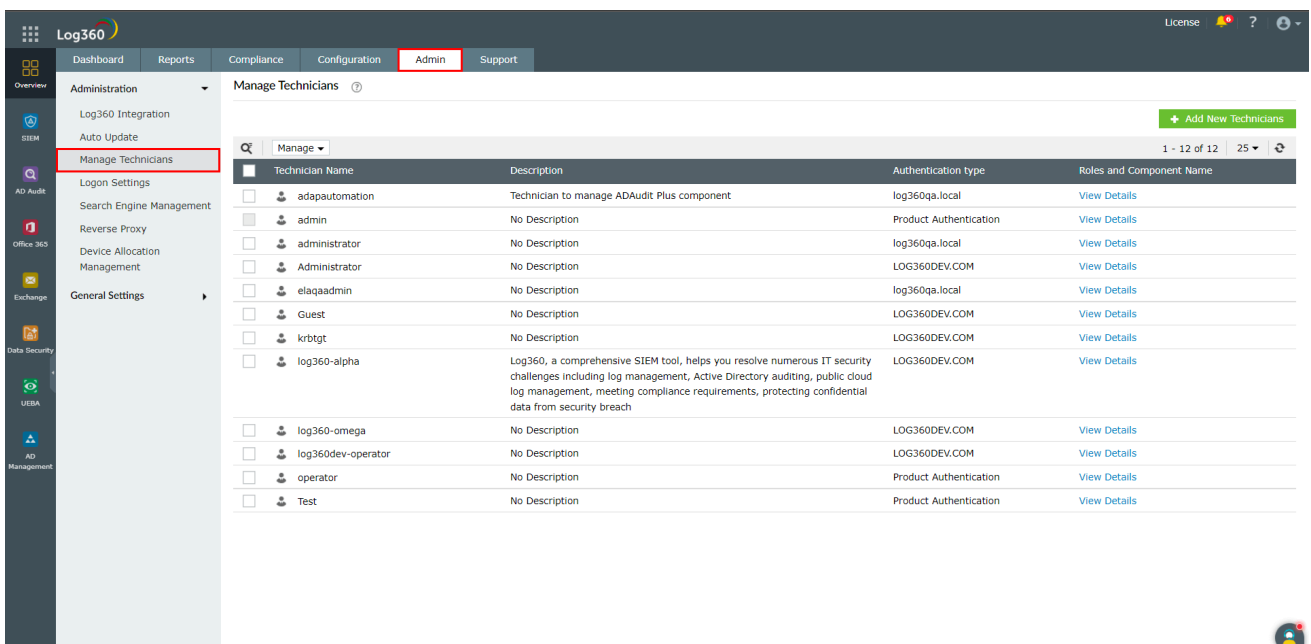 License 6 ?
Log360
Dashboard Reports Compliance Configuration Admin Support
Overview
SIEM
AD Audit
Office 365
Exchange
Data Security
UEBA
AD
Management
Administration
Log360 Integration
Auto Update
Manage Technicians
Logon Settings
Search Engine Management
Reverse Proxy
Device Allocation
Management
General Settings
Manage Technicians ?
+ Add New Technicians
Manage 1 - 12 of 12 25
Technician Name Description Authentication type Roles and Component Name
adapautomation Technician to manage ADAudit Plus component log360qa.local View Details
admin No Description Product Authentication View Details
administrator No Description log360qa.local View Details
Administrator No Description LOG360DEV.COM View Details
elaqaadmin No Description log360qa.local View Details
Guest No Description LOG360DEV.COM View Details
krbtgt No Description LOG360DEV.COM View Details
log360-alpha Log360, a comprehensive SIEM tool, helps you resolve numerous IT security LOG360DEV.COM View Details
challenges including log management, Active Directory auditing, public cloud
log management, meeting compliance requirements, protecting confidential
data from security breach
log360-omega No Description LOG360DEV.COM View Details
log360dev-operator No Description LOG360DEV.COM View Details
operator No Description Product Authentication View Details
Test No Description Product Authentication View Details